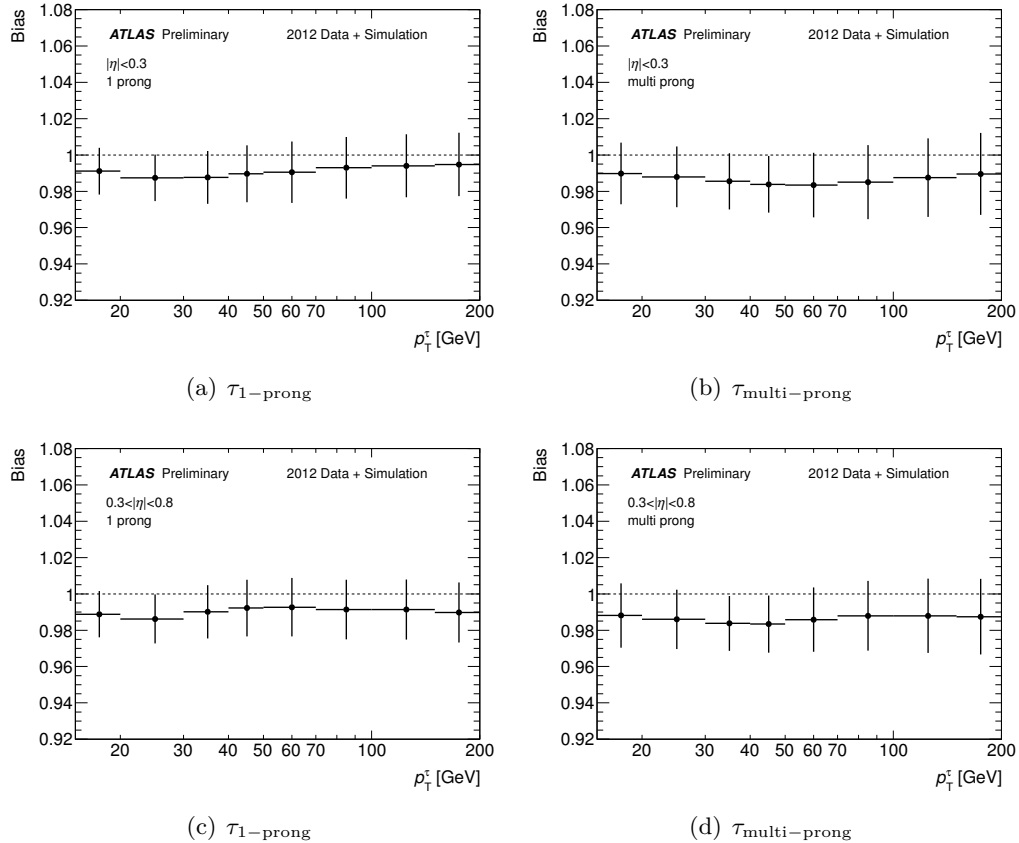 Bias
1.08
1.06
1.04
1.02
1
0.98
0.96
0.94
0.92
ATLAS Preliminary 2012 Data + Simulation
|η|<0.3
1 prong
20 30 40 50 60 70 100 200
p_T^τ [GeV]
(a) τ1−prong
Bias
1.08
1.06
1.04
1.02
1
0.98
0.96
0.94
0.92
ATLAS Preliminary 2012 Data + Simulation
|η|<0.3
multi prong
20 30 40 50 60 70 100 200
p_T^τ [GeV]
(b) τmulti−prong
Bias
1.08
1.06
1.04
1.02
1
0.98
0.96
0.94
0.92
ATLAS Preliminary 2012 Data + Simulation
0.3<|η|<0.8
1 prong
20 30 40 50 60 70 100 200
p_T^τ [GeV]
(c) τ1−prong
Bias
1.08
1.06
1.04
1.02
1
0.98
0.96
0.94
0.92
ATLAS Preliminary 2012 Data + Simulation
0.3<|η|<0.8
multi prong
20 30 40 50 60 70 100 200
p_T^τ [GeV]
(d) τmulti−prong